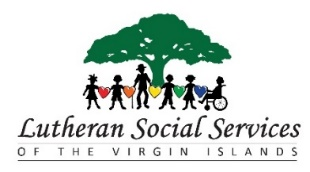 Lutheran Social Services
OF THE VIRGIN ISLANDS